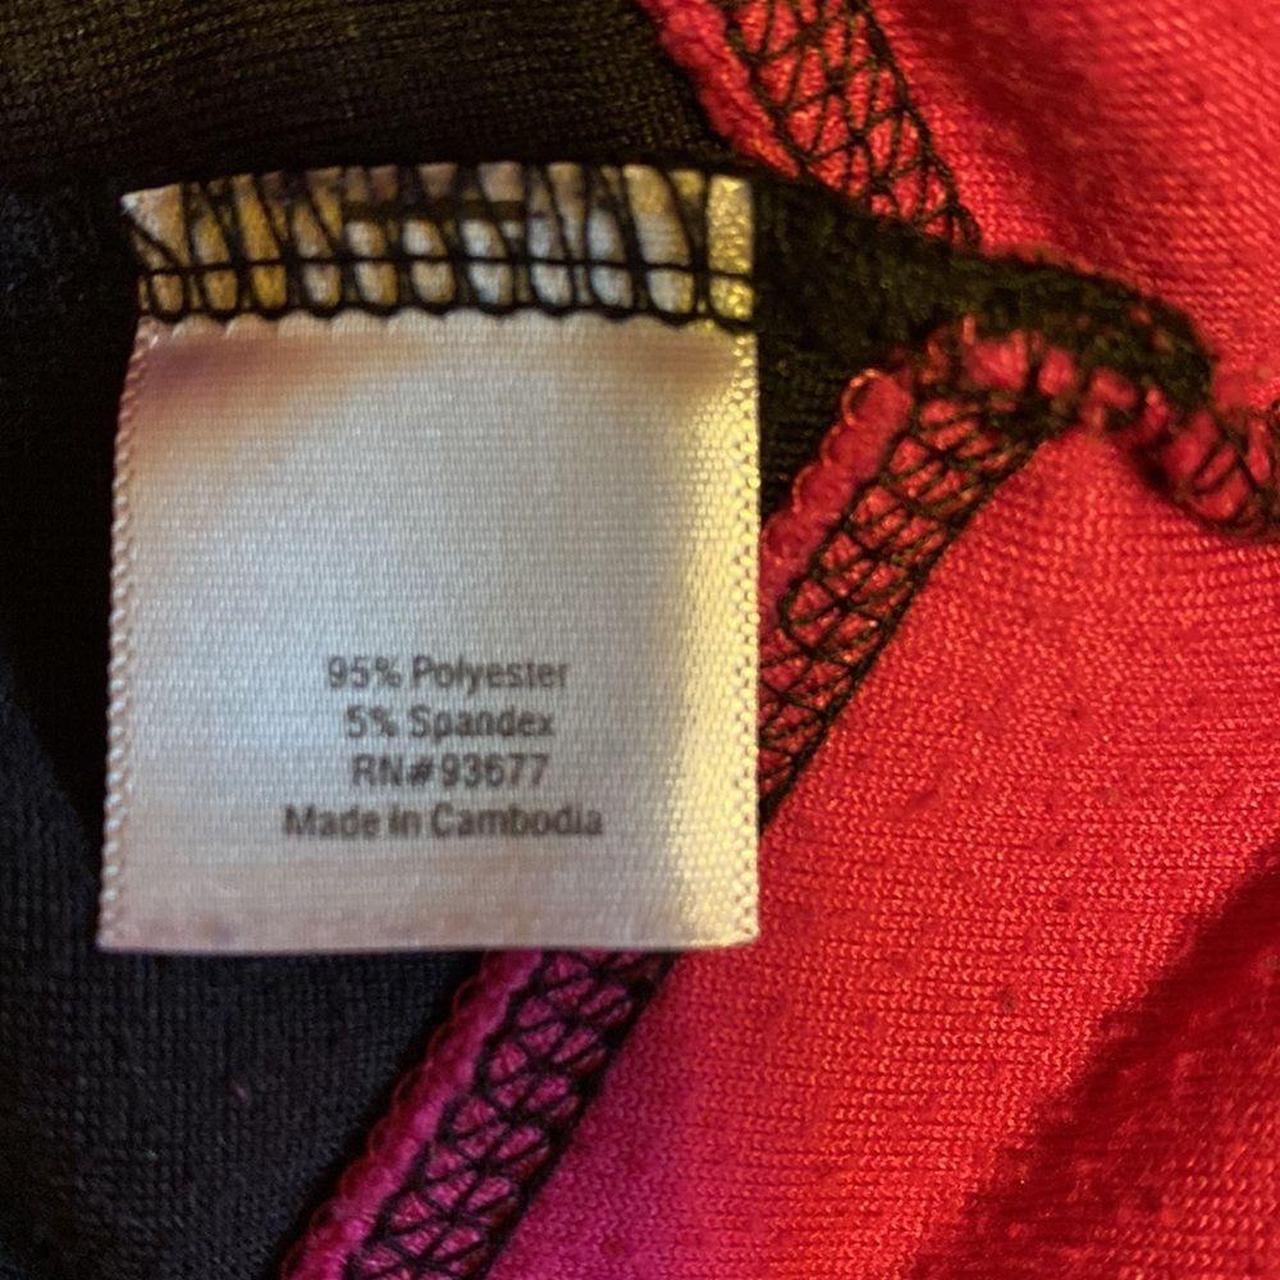 95% Polyester
5% Spandex
RN#93677
Made in Cambodia